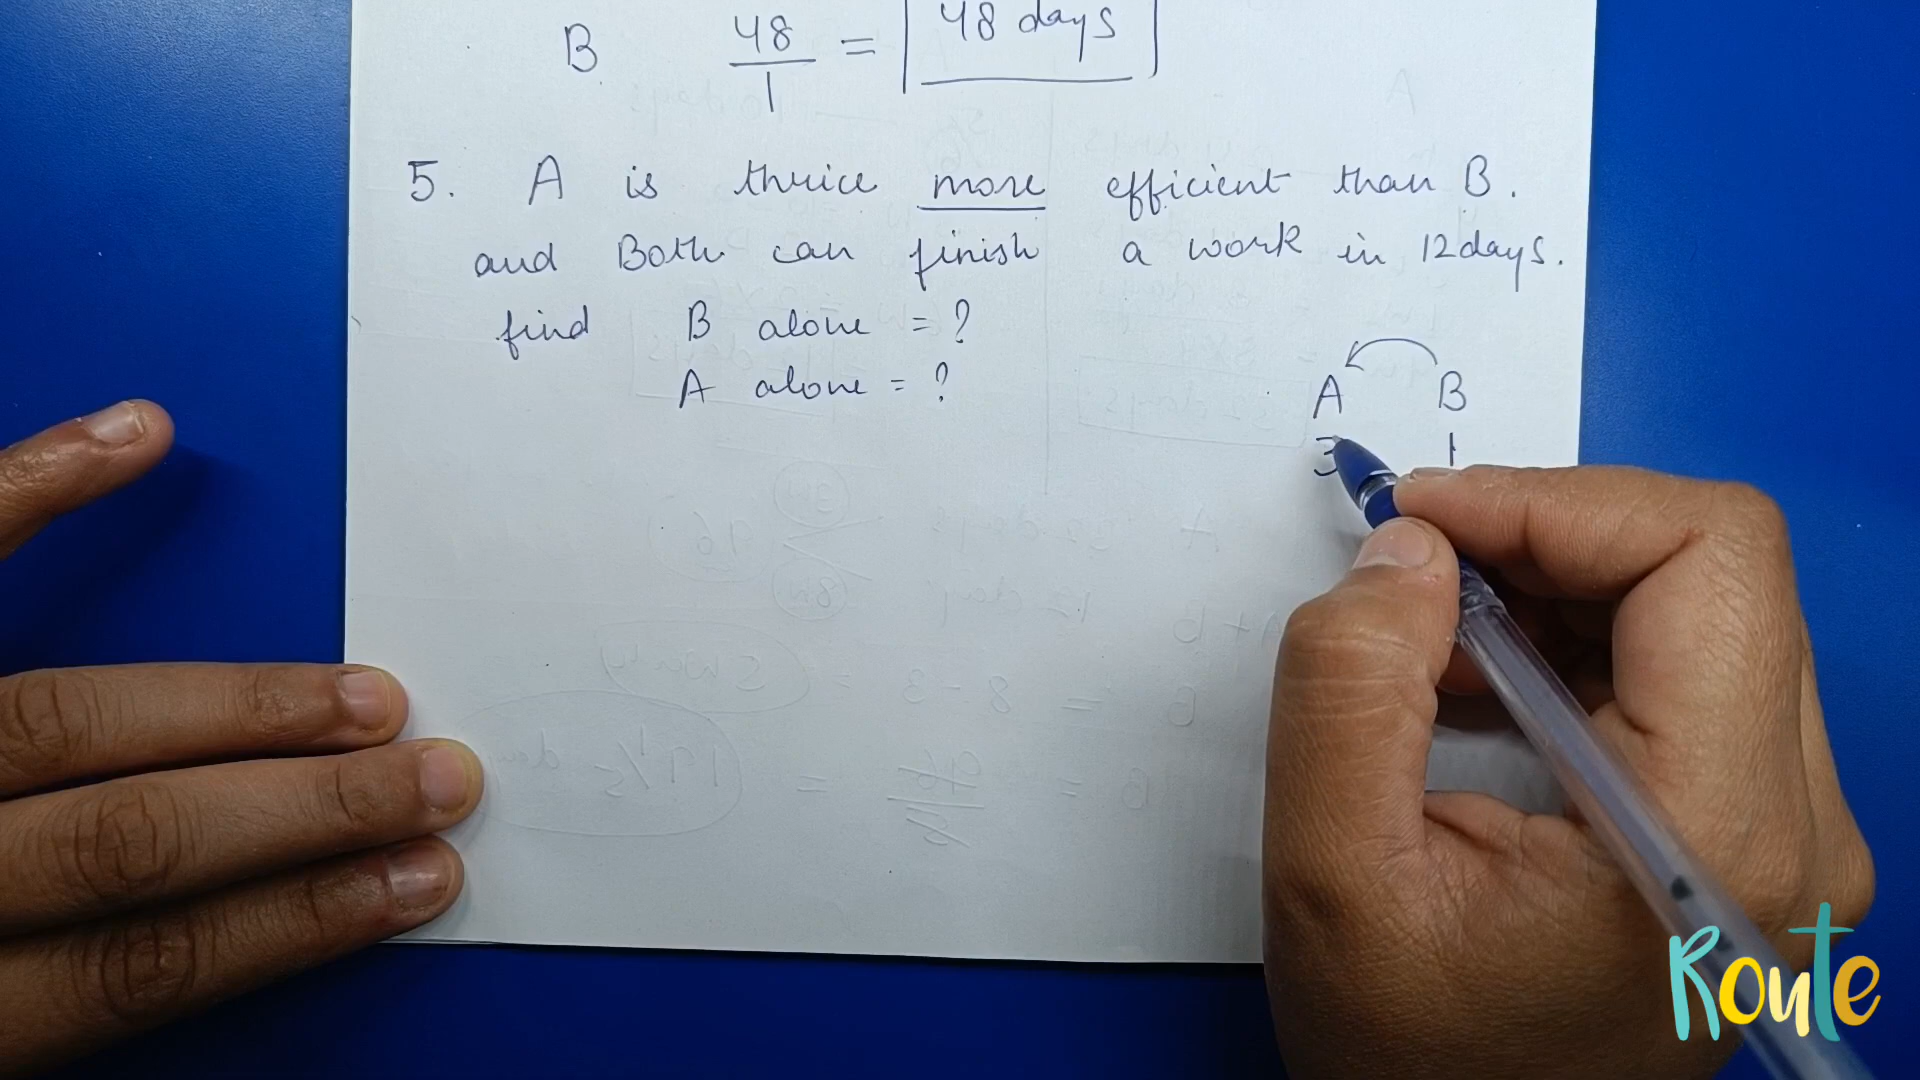 B 48/1 = 48 days
5. A is thrice more efficient than B.
and Both can finish a work in 12days.
find B alone = ?
A alone = ?
A B
3 1
Route